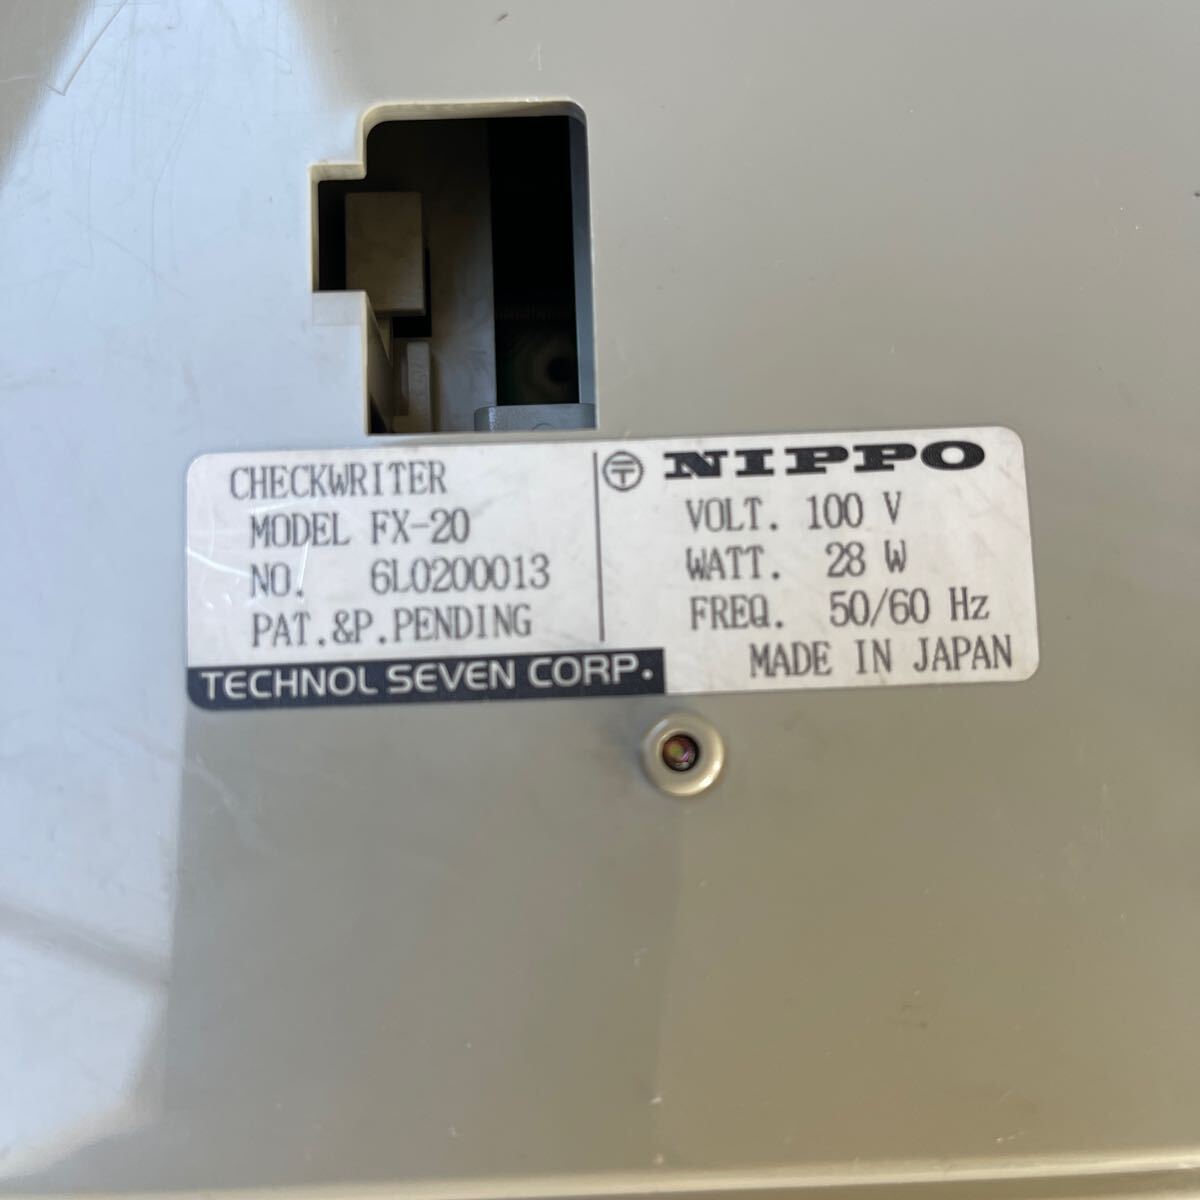 CHECKWRITER
MODEL FX-20
NO. 6L0200013
PAT.&P.PENDING
TECHNOL SEVEN CORP.
〒 NIPPO
VOLT. 100 V
WATT. 28 W
FREQ. 50/60 Hz
MADE IN JAPAN